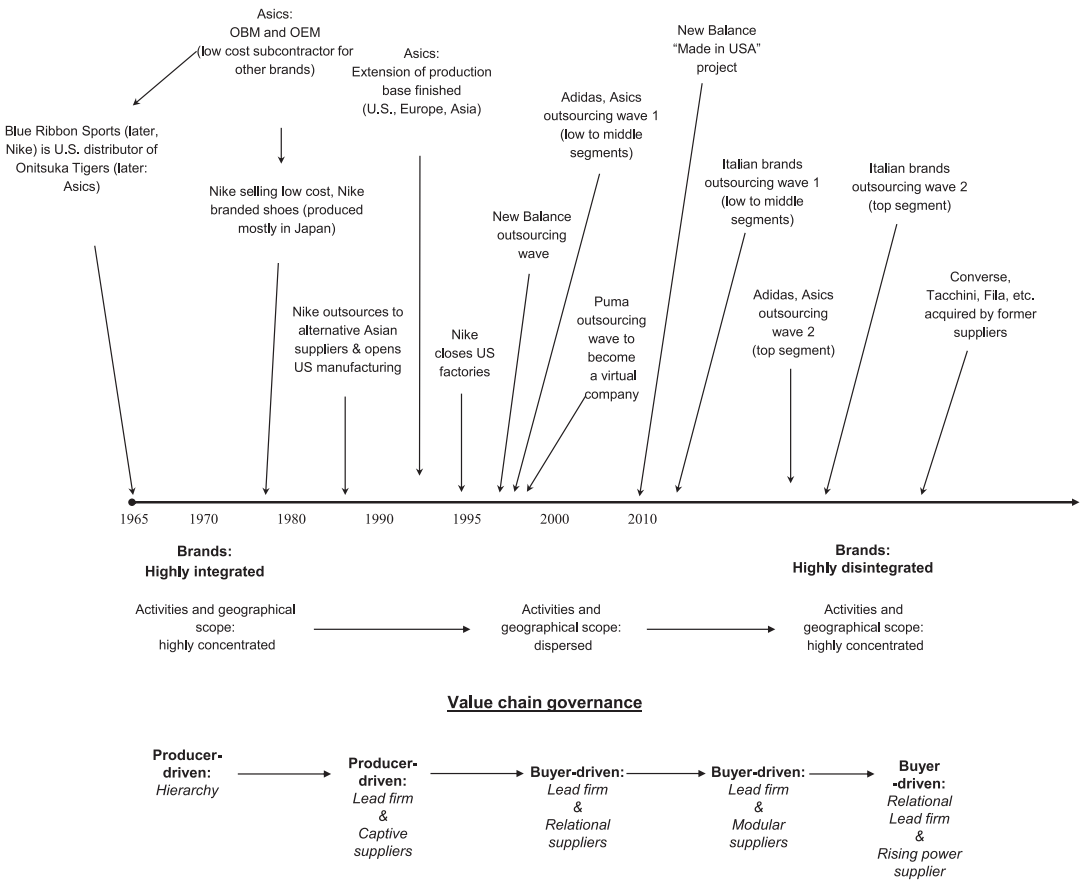 Asics:
OBM and OEM
(low cost subcontractor for
other brands)
Blue Ribbon Sports (later,
Nike) is U.S. distributor of
Onitsuka Tigers (later:
Asics)
Nike selling low cost, Nike
branded shoes (produced
mostly in Japan)
Nike outsources to
alternative Asian
suppliers & opens
US manufacturing
Asics:
Extension of production
base finished
(U.S., Europe, Asia)
Nike
closes US
factories
New Balance
outsourcing
wave
Adidas, Asics
outsourcing wave 1
(low to middle
segments)
Puma
outsourcing
wave to
become
a virtual
company
New Balance
“Made in USA”
project
Italian brands
outsourcing wave 1
(low to middle
segments)
Adidas, Asics
outsourcing
wave 2
(top segment)
Italian brands
outsourcing wave 2
(top segment)
Converse,
Tacchini, Fila, etc.
acquired by former
suppliers
1965 1970 1980 1990 1995 2000 2010
Brands:
Highly integrated
Brands:
Highly disintegrated
Activities and geographical
scope:
highly concentrated
Activities and
geographical scope:
dispersed
Activities and
geographical scope:
highly concentrated
Value chain governance
Producer-
driven:
Hierarchy
Producer-
driven:
Lead firm
&
Captive
suppliers
Buyer-driven:
Lead firm
&
Relational
suppliers
Buyer-driven:
Lead firm
&
Modular
suppliers
Buyer
-driven:
Relational
Lead firm
&
Rising power
supplier